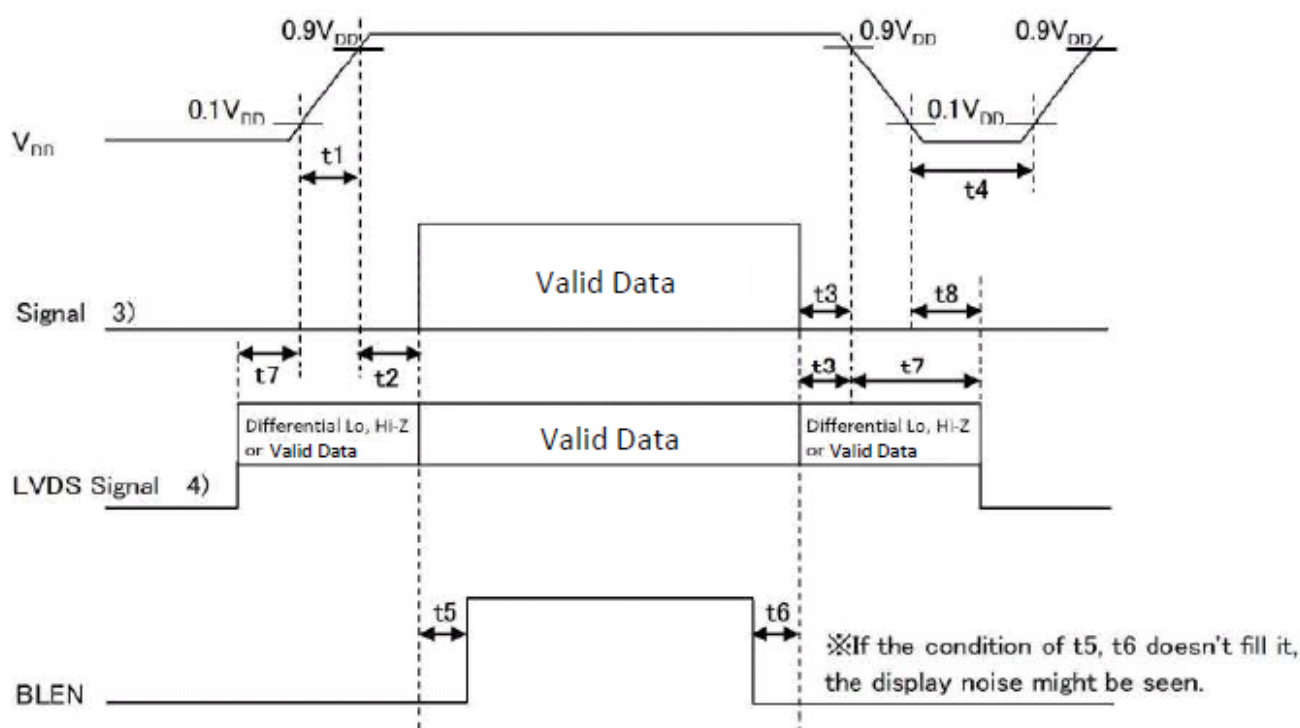 0.9VDD
0.9VDD
0.9VDD
0.1VDD
0.1VDD
VDD
t1
t4
Valid Data
t3
t8
Signal 3)
t7
t2
t3
t7
Differential Lo, Hi-Z
or Valid Data
Valid Data
Differential Lo, Hi-Z
or Valid Data
LVDS Signal 4)
t5
t6
※If the condition of t5, t6 doesn't fill it,
the display noise might be seen.
BLEN